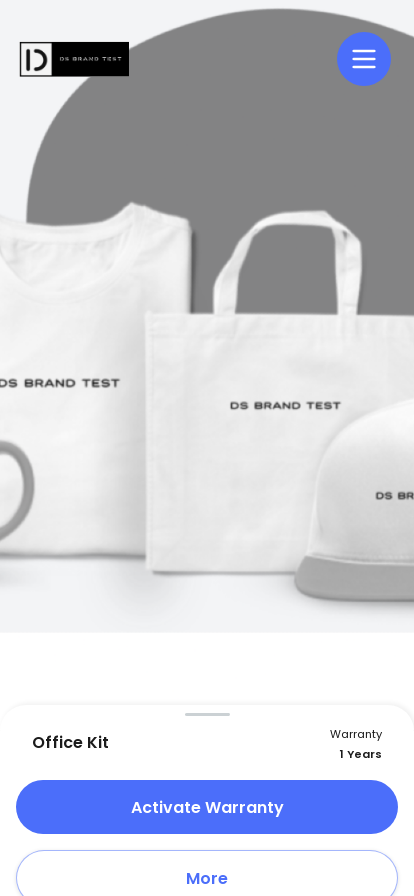 DS BRAND TEST
DS BRAND TEST
DS BRAND TEST
DS BR
Office Kit
Warranty
1 Years
Activate Warranty
More